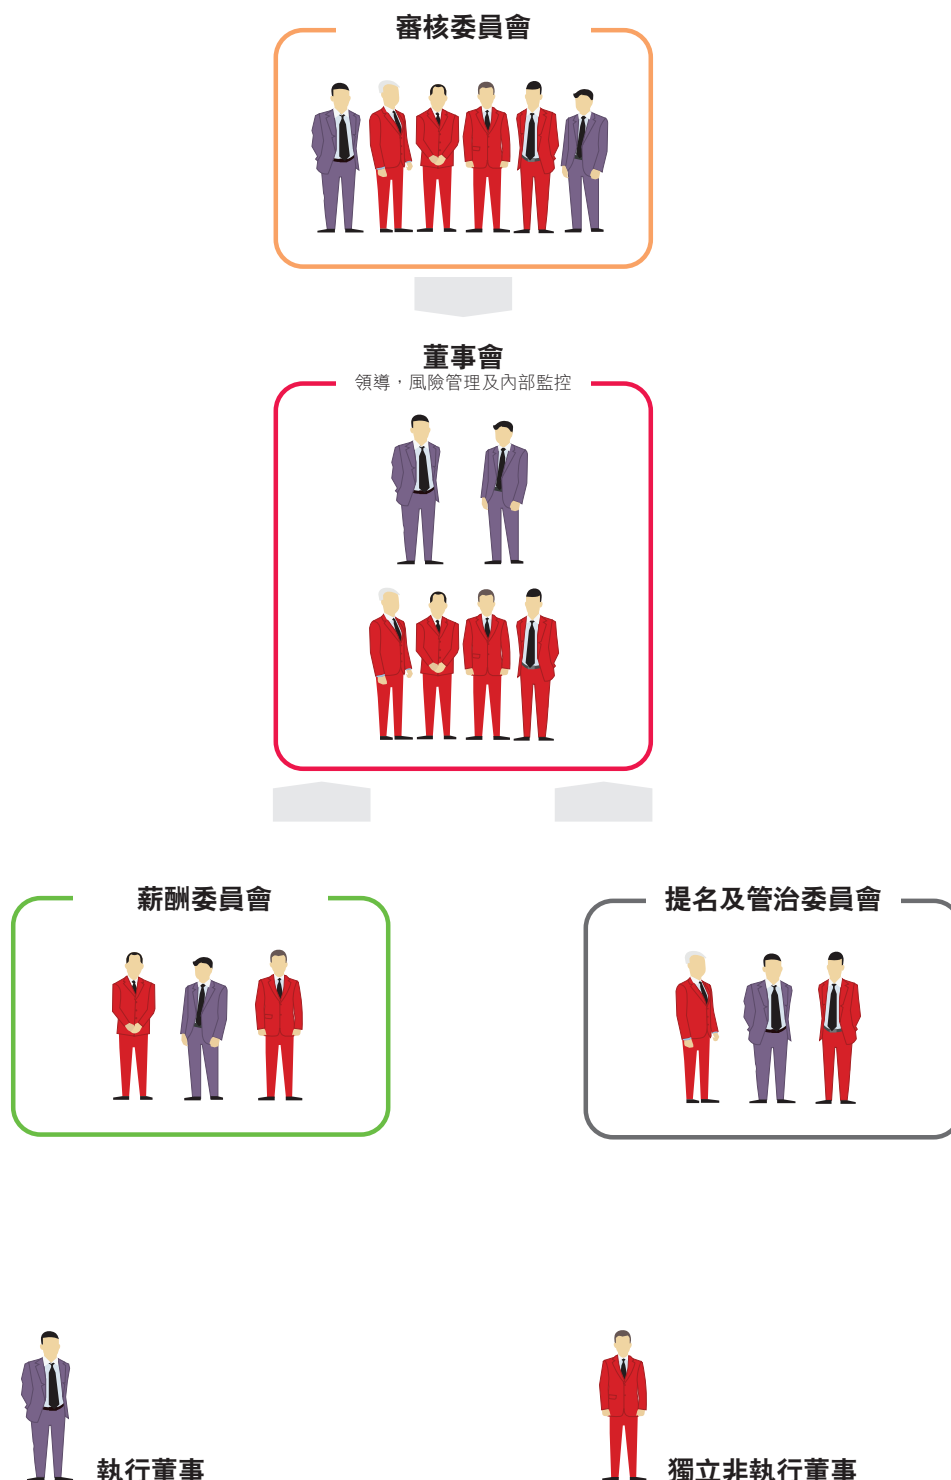 審核委員會
董事會
領導，風險管理及內部監控
薪酬委員會
提名及管治委員會
執行董事
獨立非執行董事